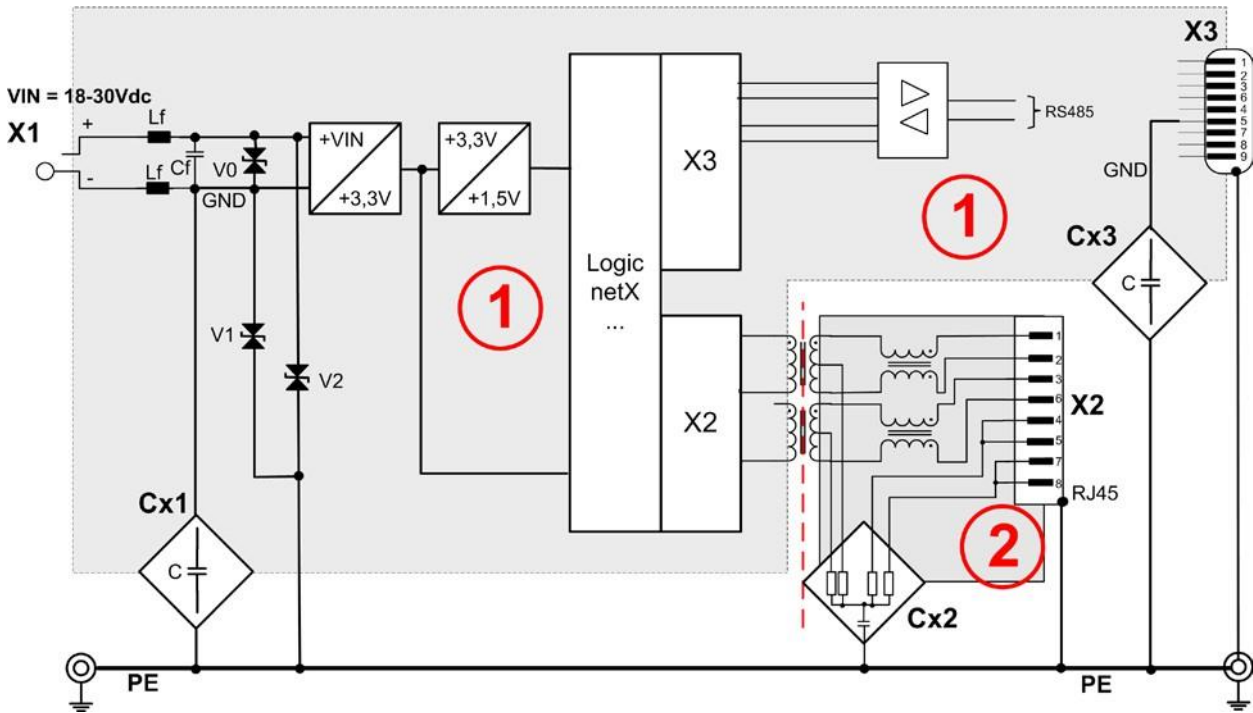 X3
1
2
3
6
4
5
7
8
9
VIN = 18-30Vdc
X1
+
-
Lf
Lf
Cf
V0
GND
+VIN
+3,3V
+3,3V
+1,5V
X3
RS485
GND
1
1
Logic
netX
...
Cx3
C
V1
V2
X2
1
2
3
6
4
5
7
8
X2
RJ45
2
Cx1
C
Cx2
PE
PE